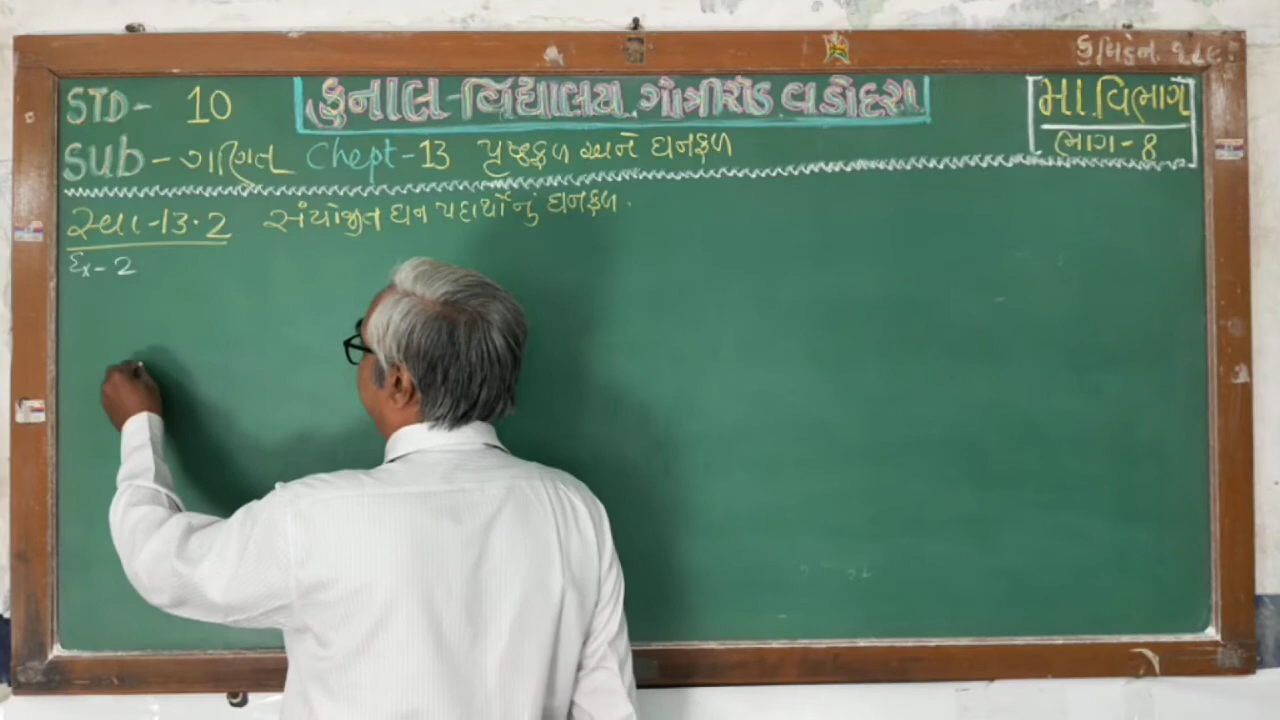 STD- 10
કુનાલ-વિદ્યાલય ગોત્રીરોડ વડોદરા
મા.વિભાગ
ભાગ-8
SUB - ગણિત Chept-13 પૃષ્ઠફળ અને ઘનફળ
સ્વા-13.2 સંયોજીત ઘન પદાર્થોનું ઘનફળ.
Ex-2